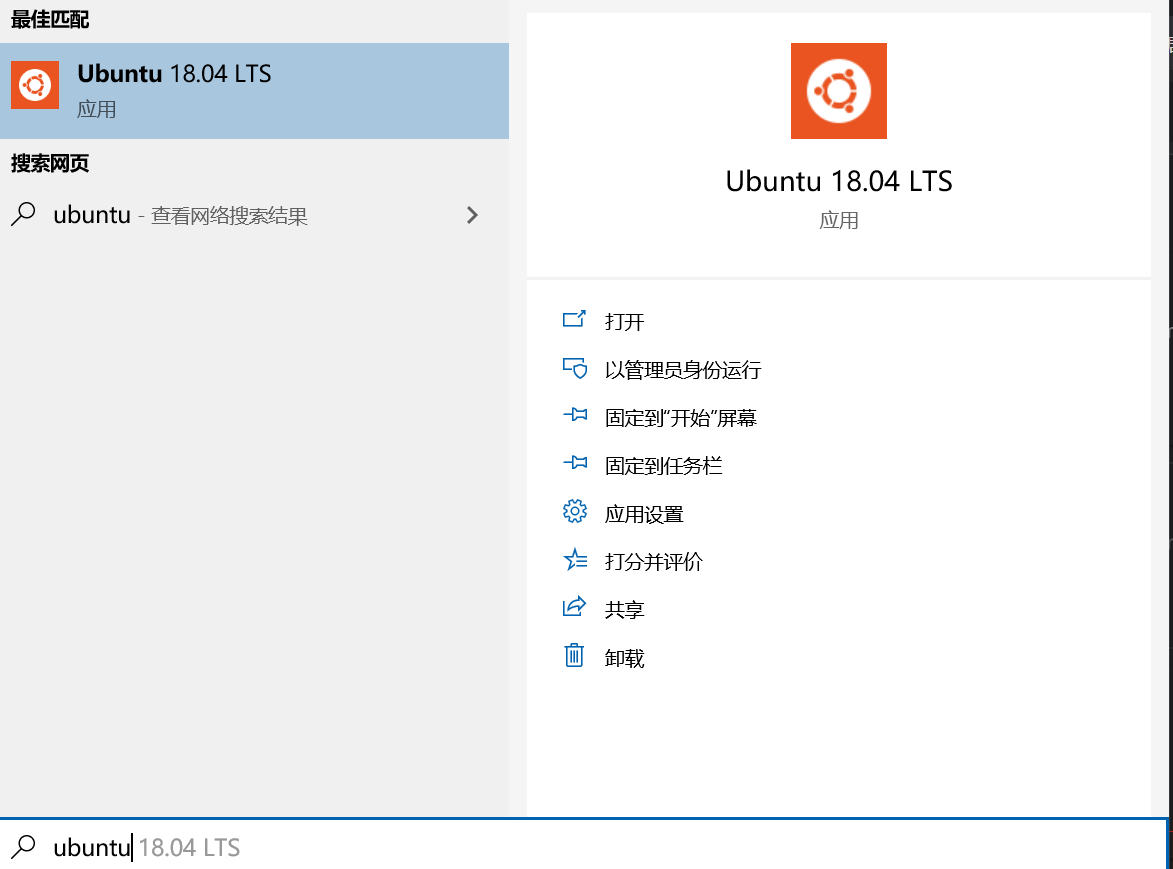 最佳匹配
Ubuntu 18.04 LTS
应用
搜索网页
ubuntu - 查看网络搜索结果
Ubuntu 18.04 LTS
应用
打开
以管理员身份运行
固定到“开始”屏幕
固定到任务栏
应用设置
打分并评价
共享
卸载
ubuntu 18.04 LTS